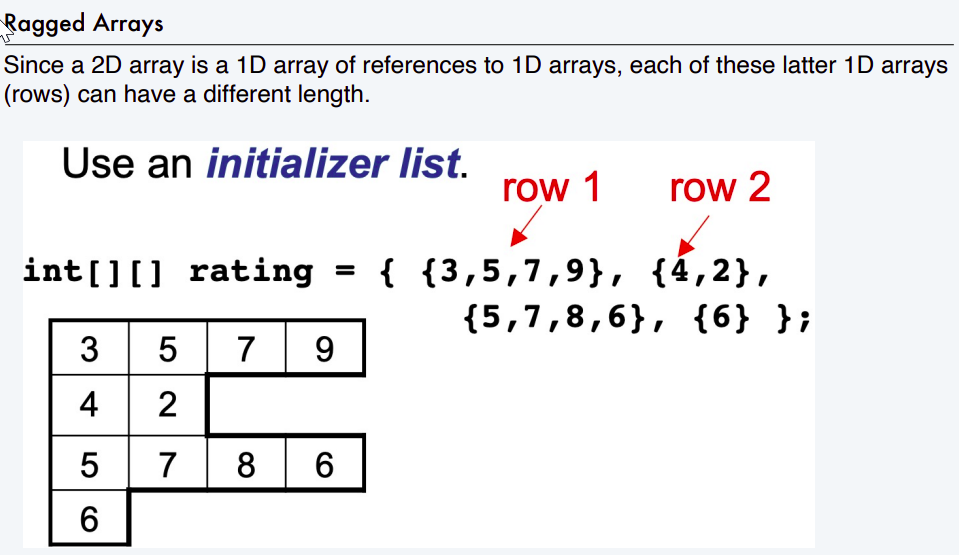 Ragged Arrays
Since a 2D array is a 1D array of references to 1D arrays, each of these latter 1D arrays
(rows) can have a different length.
Use an initializer list.
row 1 row 2
int[][] rating = { {3,5,7,9}, {4,2},
{5,7,8,6}, {6} };
3 5 7 9
4 2
5 7 8 6
6